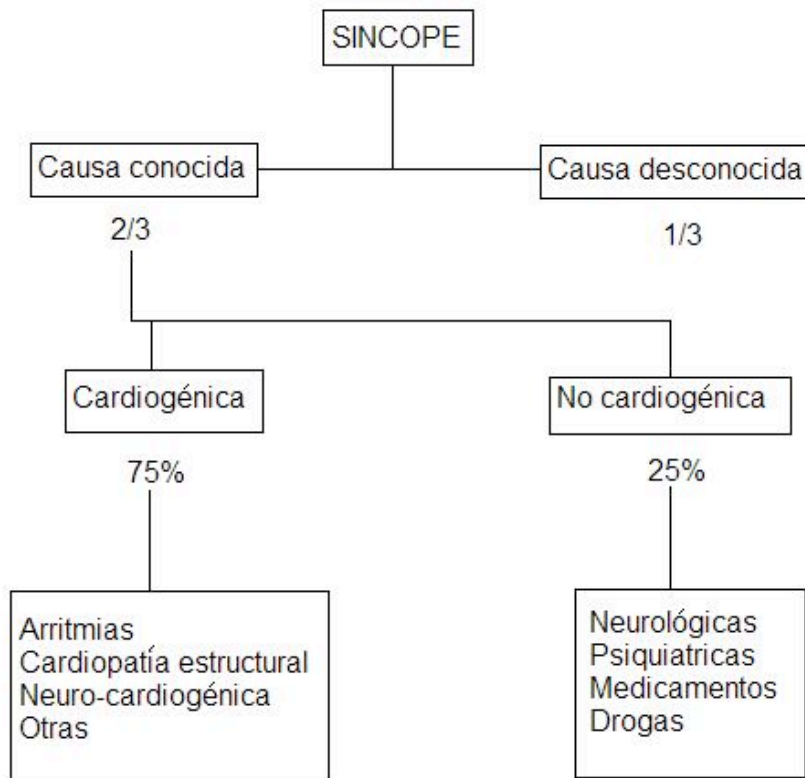 SINCOPE
Causa conocida
Causa desconocida
2/3
1/3
Cardiogénica
No cardiogénica
75%
25%
Arritmias
Cardiopatía estructural
Neuro-cardiogénica
Otras
Neurológicas
Psiquiatricas
Medicamentos
Drogas